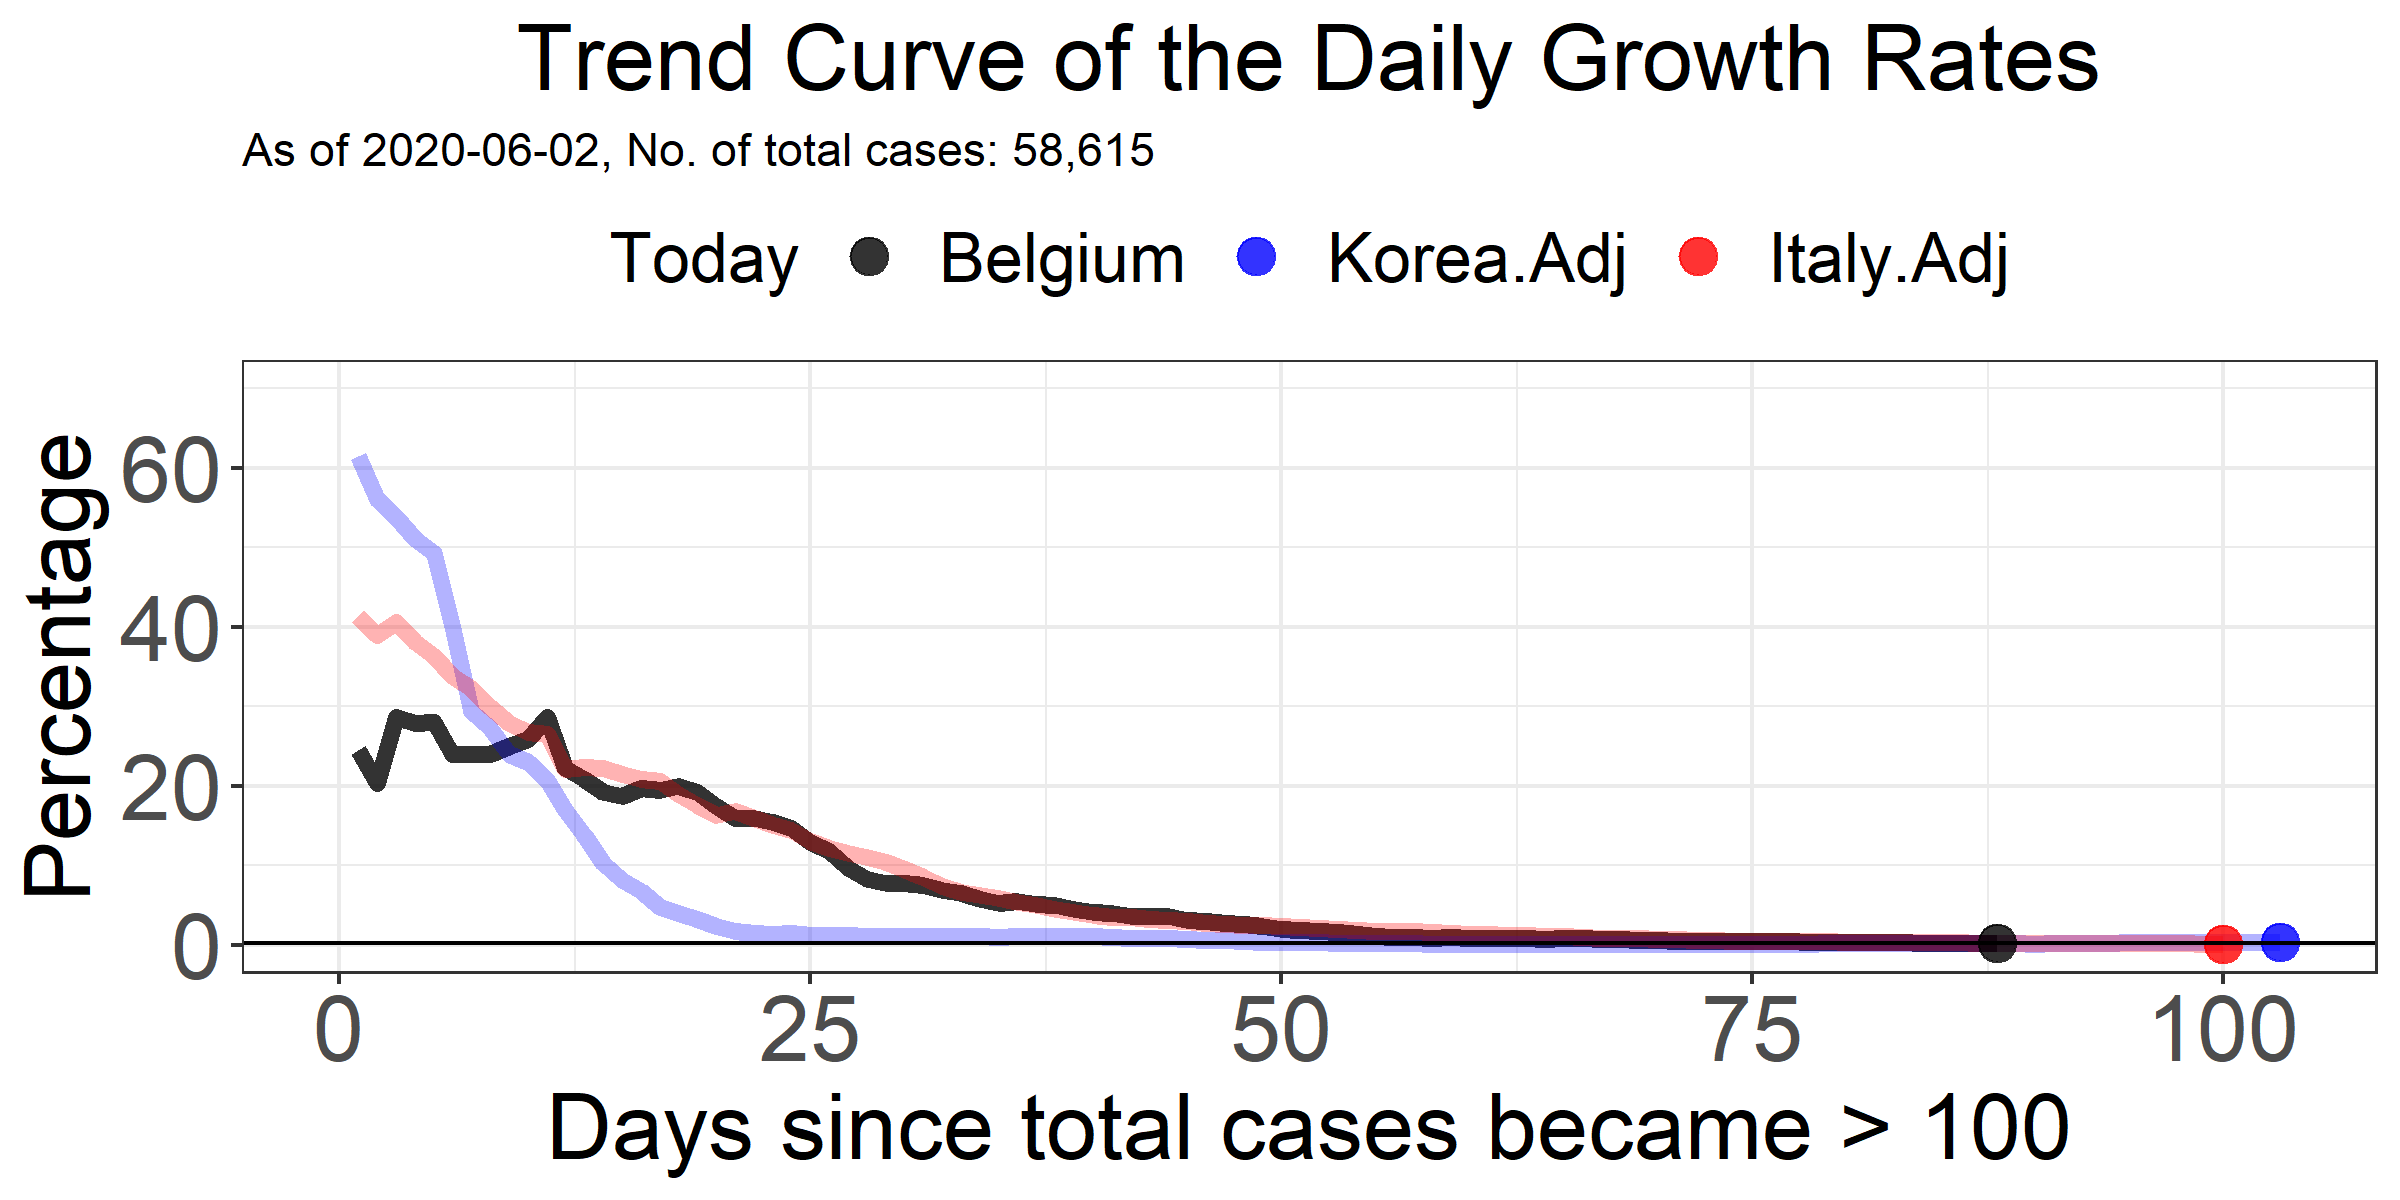 Trend Curve of the Daily Growth Rates
As of 2020-06-02, No. of total cases: 58,615
Today Belgium Korea.Adj Italy.Adj
Percentage
60
40
20
0
0 25 50 75 100
Days since total cases became > 100